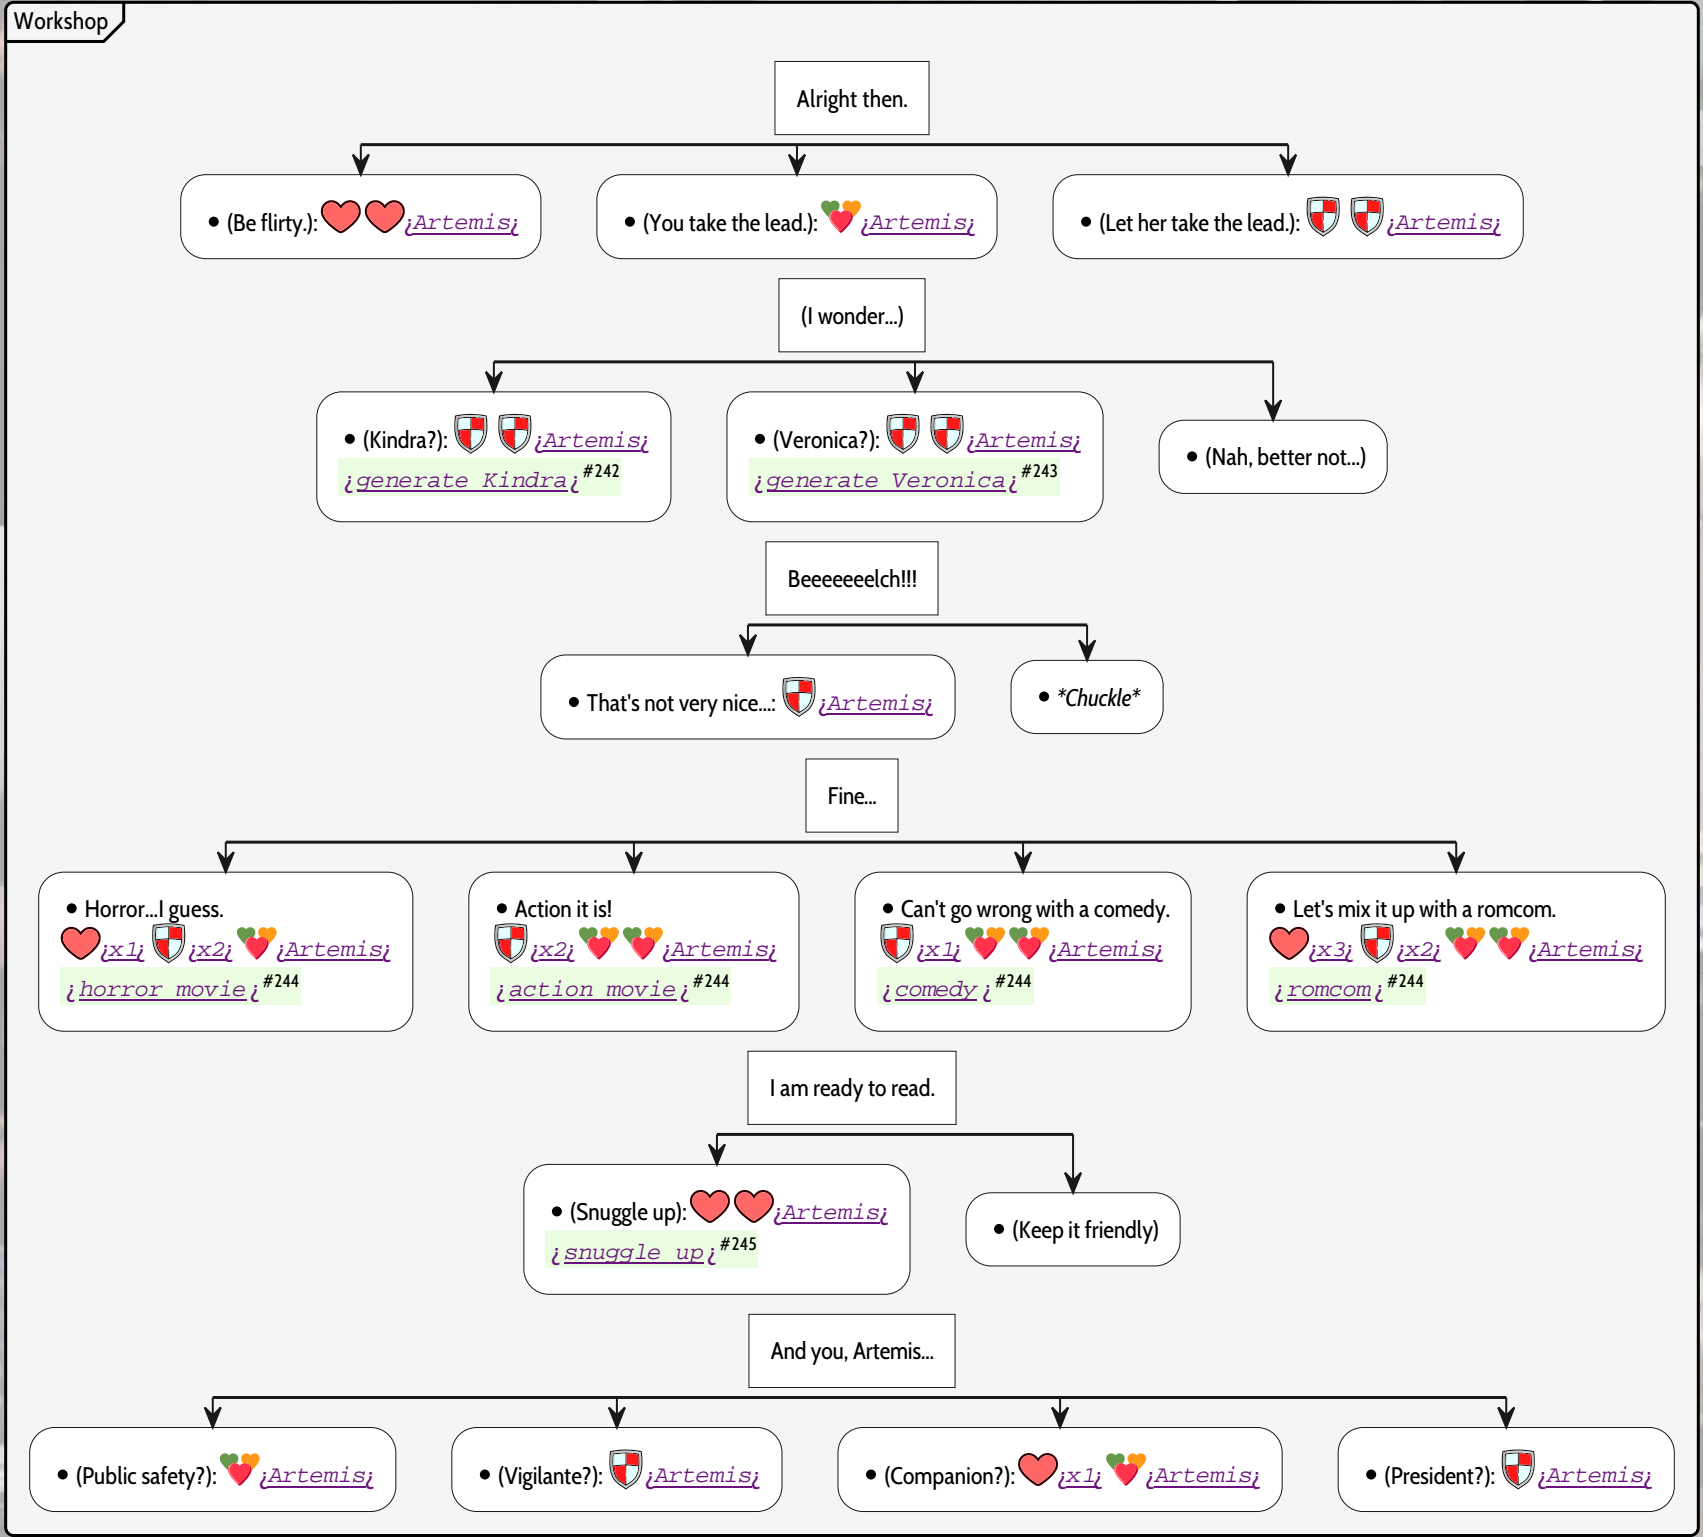 Workshop
Alright then.
• (Be flirty.): ¿Artemis¿
• (You take the lead.): ¿Artemis¿
• (Let her take the lead.): ¿Artemis¿
(I wonder...)
• (Kindra?): ¿Artemis¿
¿generate Kindra¿#242
• (Veronica?): ¿Artemis¿
¿generate Veronica¿#243
• (Nah, better not...)
Beeeeeeelch!!!
• That's not very nice...: ¿Artemis¿
• *Chuckle*
Fine...
• Horror...I guess.
¿x1¿ ¿x2¿ ¿Artemis¿
¿horror movie¿#244
• Action it is!
¿x2¿ ¿Artemis¿
¿action movie¿#244
• Can't go wrong with a comedy.
¿x1¿ ¿Artemis¿
¿comedy¿#244
• Let's mix it up with a romcom.
¿x3¿ ¿x2¿ ¿Artemis¿
¿romcom¿#244
I am ready to read.
• (Snuggle up): ¿Artemis¿
¿snuggle up¿#245
• (Keep it friendly)
And you, Artemis...
• (Public safety?): ¿Artemis¿
• (Vigilante?): ¿Artemis¿
• (Companion?): ¿x1¿ ¿Artemis¿
• (President?): ¿Artemis¿